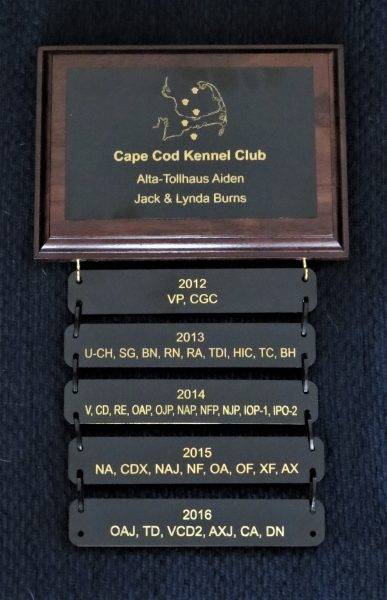 Cape Cod Kennel Club
Alta-Tollhaus Aiden
Jack & Lynda Burns
2012
VP, CGC
2013
U-CH, SG, BN, RN, RA, TDI, HIC, TC, BH
2014
V, CD, RE, OAP, OJP, NAP, NFP, NJP, IOP-1, IPO-2
2015
NA, CDX, NAJ, NF, OA, OF, XF, AX
2016
OAJ, TD, VCD2, AXJ, CA, DN